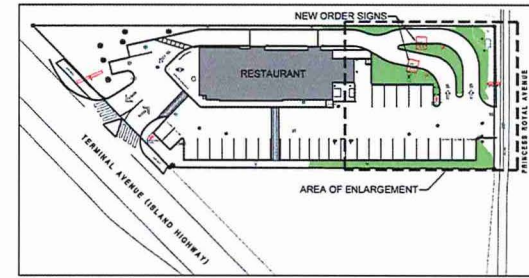 NEW ORDER SIGNS
RESTAURANT
PRINCESS ROYAL AVENUE
AREA OF ENLARGEMENT
TERMINAL AVENUE (ISLAND HIGHWAY)